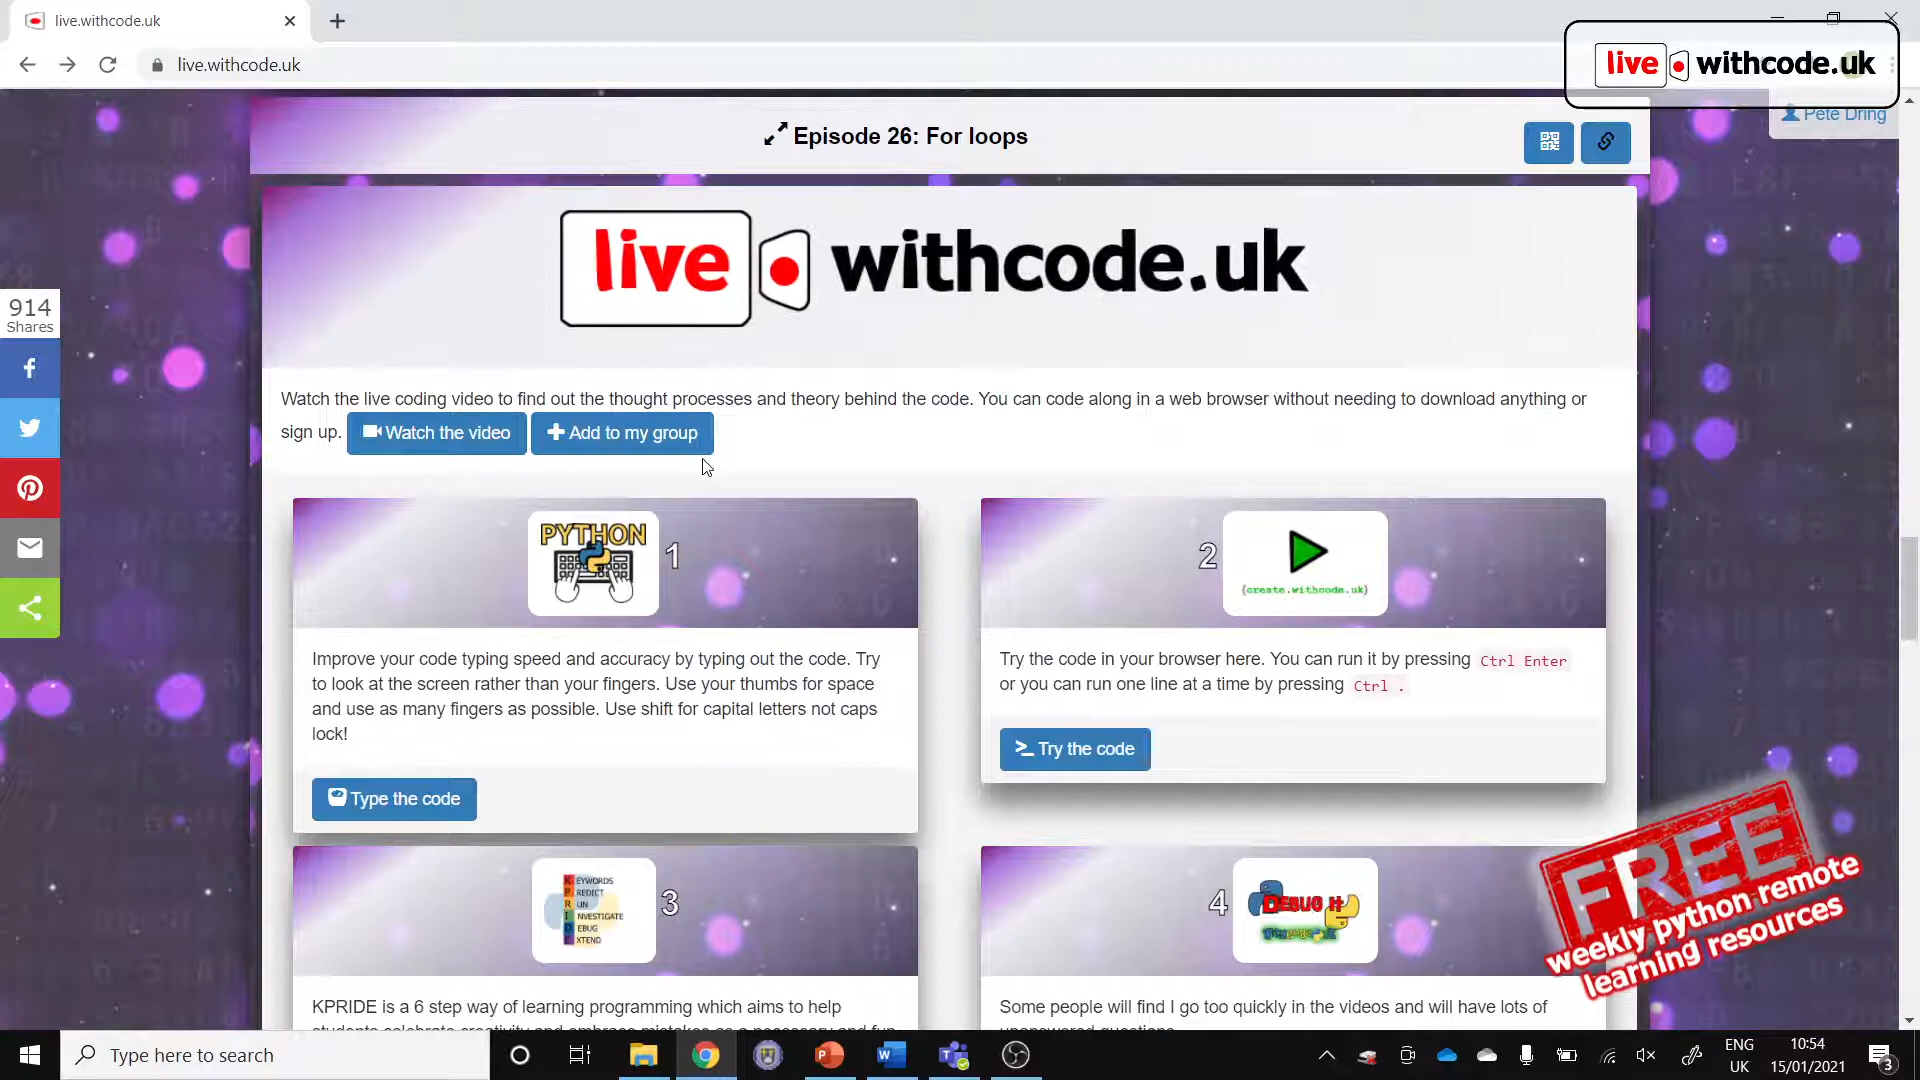 live.withcode.uk
live.withcode.uk
live withcode.uk
Pete Dring
Episode 26: For loops
live withcode.uk
914
Shares
Watch the live coding video to find out the thought processes and theory behind the code. You can code along in a web browser without needing to download anything or
sign up. Watch the video Add to my group
PYTHON 1
2 {create.withcode.uk}
Improve your code typing speed and accuracy by typing out the code. Try
to look at the screen rather than your fingers. Use your thumbs for space
and use as many fingers as possible. Use shift for capital letters not caps
lock!
Type the code
Try the code in your browser here. You can run it by pressing Ctrl Enter
or you can run one line at a time by pressing Ctrl .
Try the code
KEYWORDS
PREDICT
RUN
INVESTIGATE
DEBUG
EXTEND
3
4 DEBUG IT
KPRIDE is a 6 step way of learning programming which aims to help
Some people will find I go too quickly in the videos and will have lots of
FREE
weekly python remote
learning resources
Type here to search
ENG
UK
10:54
15/01/2021
3